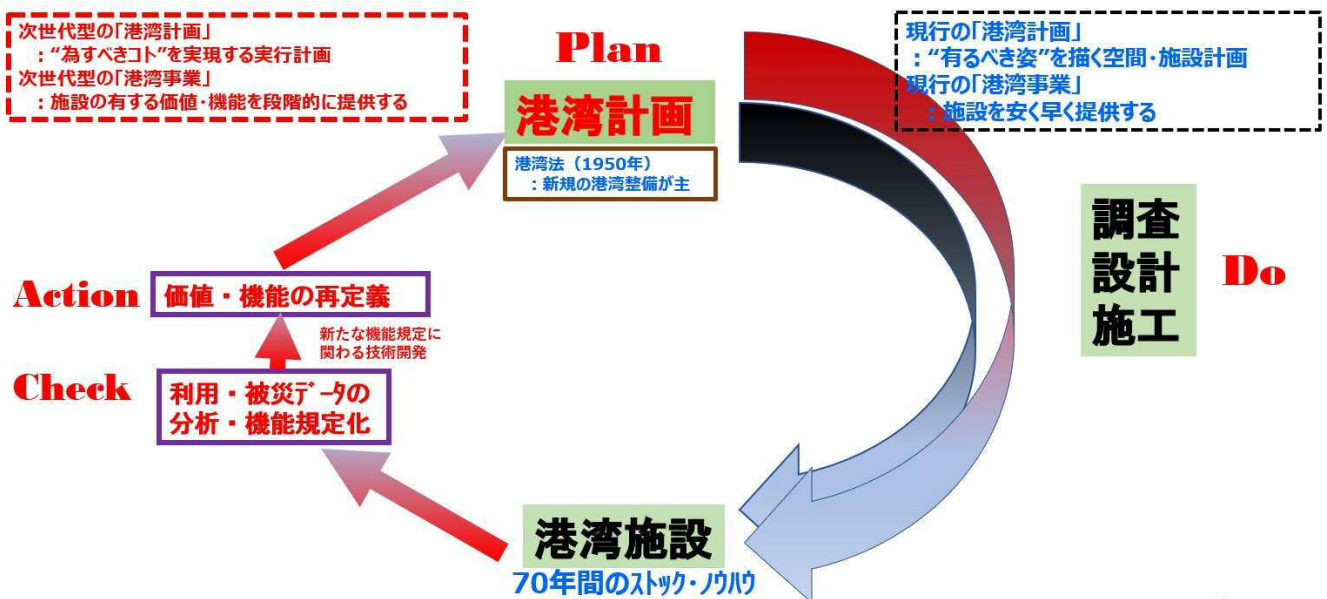 次世代型の「港湾計画」
：“為すべきコト”を実現する実行計画
次世代型の「港湾事業」
：施設の有する価値・機能を段階的に提供する
Plan
港湾計画
港湾法（1950年）
：新規の港湾整備が主
現行の「港湾計画」
：“有るべき姿”を描く空間・施設計画
現行の「港湾事業」
：施設を安く早く提供する
調査
設計
施工
Do
Action
価値・機能の再定義
新たな機能規定に
関わる技術開発
Check
利用・被災ﾃﾞｰﾀの
分析・機能規定化
港湾施設
70年間のｽﾄｯｸ・ﾉｳﾊｳ